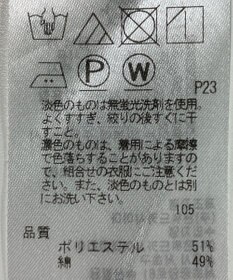 P
W
P23
淡色のものは無蛍光洗剤を使用。
よくすすぎ、絞りの後すぐに干
すこと。
濃色のものは、着用による摩擦
で色落ちすることがありますの
で、組合せの衣服にご注意くだ
さい。また、淡色のものとは別
にお洗い下さい。
105
品質
ポリエステル 51%
綿 49%